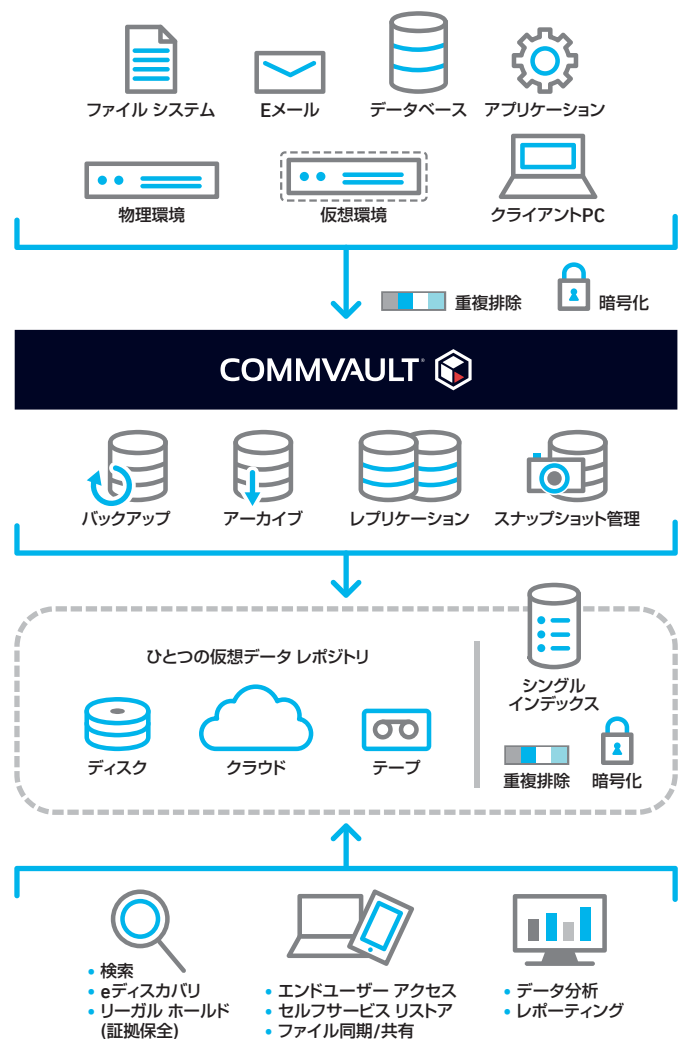 ファイル システム
Eメール
データベース
アプリケーション
物理環境
仮想環境
クライアントPC
重複排除
暗号化
COMMVAULT
バックアップ
アーカイブ
レプリケーション
スナップショット管理
ひとつの仮想データ レポジトリ
シングル
インデックス
ディスク
クラウド
テープ
重複排除
暗号化
• 検索
• eディスカバリ
• リーガル ホールド
(証拠保全)
• エンドユーザー アクセス
• セルフサービス リストア
• ファイル同期/共有
• データ分析
• レポーティング